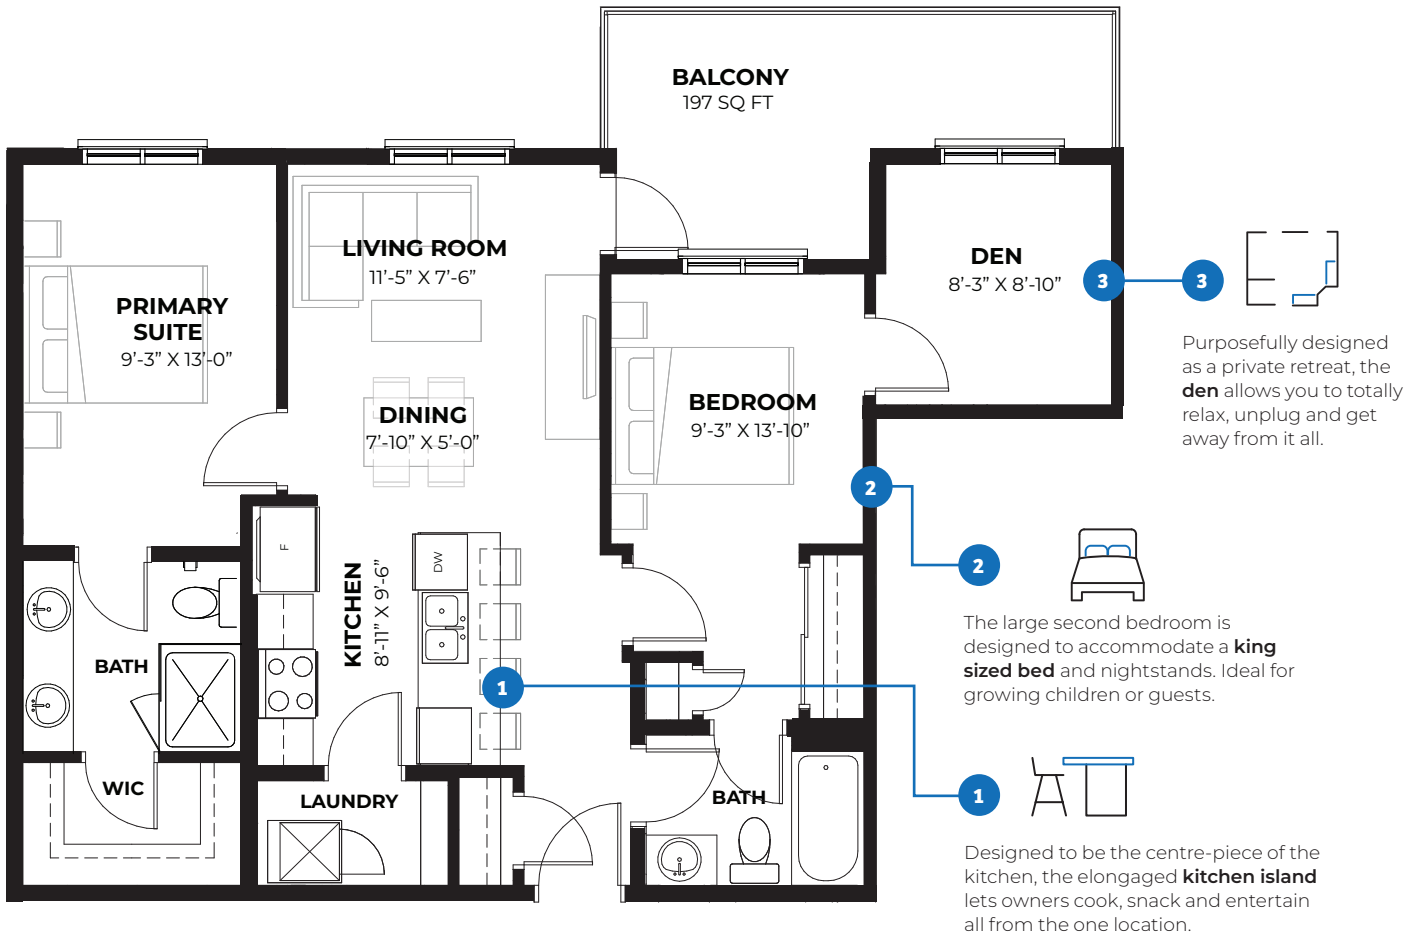 BALCONY
197 SQ FT
LIVING ROOM
11’-5” X 7’-6”
DEN
8’-3” X 8’-10”
3
3
PRIMARY
SUITE
9’-3” X 13’-0”
Purposefully designed
as a private retreat, the
den allows you to totally
relax, unplug and get
away from it all.
DINING
7’-10” X 5’-0”
BEDROOM
9’-3” X 13’-10”
2
2
The large second bedroom is
designed to accommodate a king
sized bed and nightstands. Ideal for
growing children or guests.
F
DW
KITCHEN
8’-11” X 9’-6”
BATH
1
1
WIC
LAUNDRY
BATH
Designed to be the centre-piece of the
kitchen, the elongaged kitchen island
lets owners cook, snack and entertain
all from the one location.